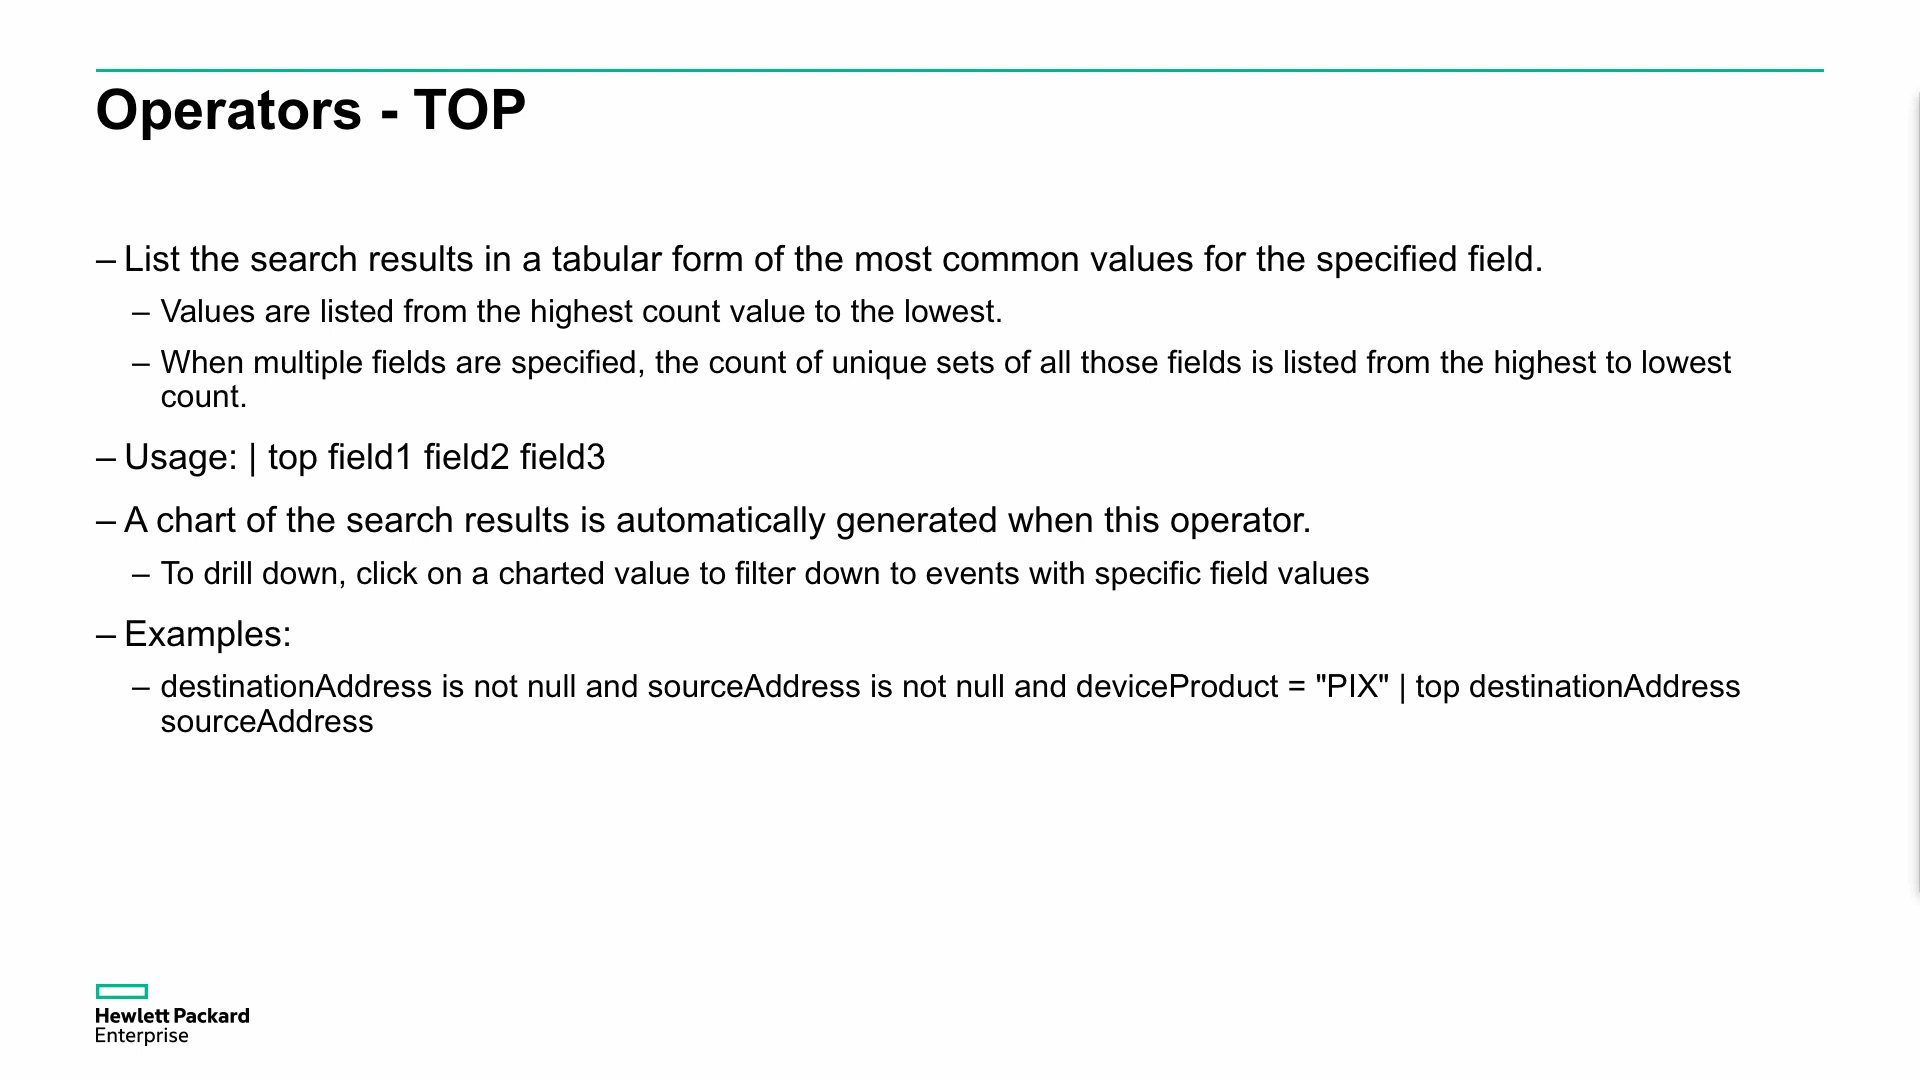 Operators - TOP
– List the search results in a tabular form of the most common values for the specified field.
– Values are listed from the highest count value to the lowest.
– When multiple fields are specified, the count of unique sets of all those fields is listed from the highest to lowest
count.
– Usage: | top field1 field2 field3
– A chart of the search results is automatically generated when this operator.
– To drill down, click on a charted value to filter down to events with specific field values
– Examples:
– destinationAddress is not null and sourceAddress is not null and deviceProduct = "PIX" | top destinationAddress
sourceAddress
Hewlett Packard
Enterprise